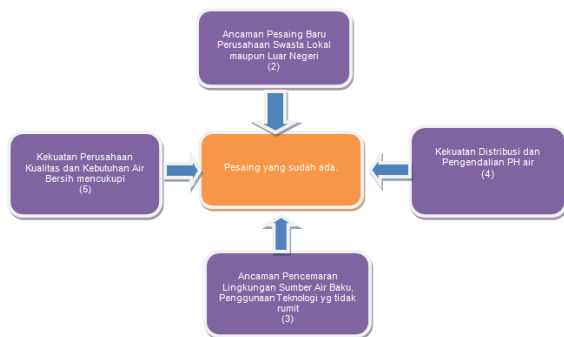 Ancaman Pesaing Baru
Perusahaan Swasta Lokal
maupun Luar Negeri
(2)
Kekuatan Perusahaan
Kualitas dan Kebutuhan Air
Bersih mencukupi
(5)
Pesaing yang sudah ada.
Kekuatan Distribusi dan
Pengendalian PH air
(4)
Ancaman Pencemaran
Lingkungan Sumber Air Baku,
Penggunaan Teknologi yg tidak
rumit
(3)